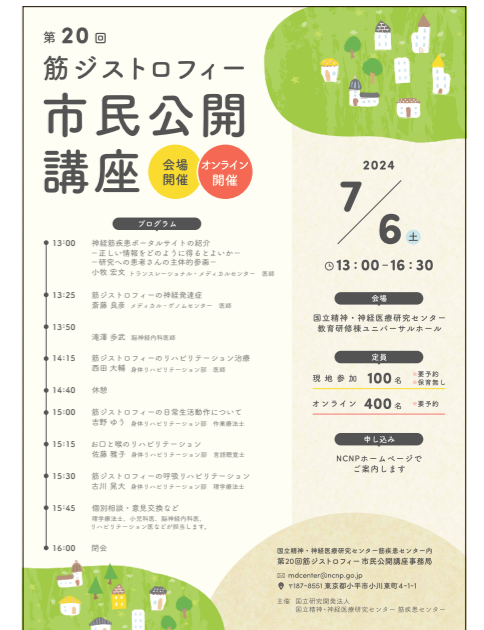 第20回
筋ジストロフィー
市民公開
講座
会場
開催
オンライン
開催
プログラム
13:00 神経筋疾患ポータルサイトの紹介
－正しい情報をどのように得るとよいか－
－研究への患者さんの主体的参画－
小牧 宏文 トランスレーショナル・メディカルセンター 医師
13:25 筋ジストロフィーの神経発達症
斎藤 良彦 メディカル・ゲノムセンター 医師
13:50
滝澤 歩武 脳神経内科医師
14:15 筋ジストロフィーのリハビリテーション治療
西田 大輔 身体リハビリテーション部 医師
14:40 休憩
15:00 筋ジストロフィーの日常生活動作について
吉野 ゆう 身体リハビリテーション部 作業療法士
15:15 お口と喉のリハビリテーション
佐藤 雅子 身体リハビリテーション部 言語聴覚士
15:30 筋ジストロフィーの呼吸リハビリテーション
古川 晃大 身体リハビリテーション部 理学療法士
15:45 個別相談・意見交換など
理学療法士、小児科医、脳神経内科医、
リハビリテーション医などが担当します。
16:00 閉会
2024
7/6 土
13:00－16:30
会場
国立精神・神経医療研究センター
教育研修棟ユニバーサルホール
定員
現地参加 100名 ●要予約
●保育無し
オンライン 400名 ●要予約
申し込み
NCNPホームページで
ご案内します
国立精神・神経医療研究センター筋疾患センター内
第20回筋ジストロフィー市民公開講座事務局
mdcenter@ncnp.go.jp
〒187-8551 東京都小平市小川東町4-1-1
主催 国立研究開発法人
国立精神・神経医療研究センター 筋疾患センター